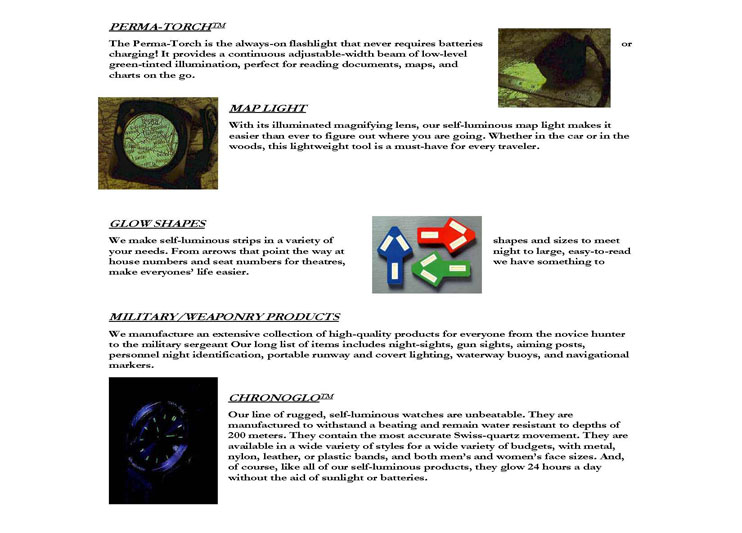 PERMA-TORCH™
The Perma-Torch is the always-on flashlight that never requires batteries or
charging! It provides a continuous adjustable-width beam of low-level
green-tinted illumination, perfect for reading documents, maps, and
charts on the go.
MAP LIGHT
With its illuminated magnifying lens, our self-luminous map light makes it
easier than ever to figure out where you are going. Whether in the car or in the
woods, this lightweight tool is a must-have for every traveler.
GLOW SHAPES
We make self-luminous strips in a variety of shapes and sizes to meet
your needs. From arrows that point the way at night to large, easy-to-read
house numbers and seat numbers for theatres, we have something to
make everyones' life easier.
MILITARY/WEAPONRY PRODUCTS
We manufacture an extensive collection of high-quality products for everyone from the novice hunter
to the military sergeant Our long list of items includes night-sights, gun sights, aiming posts,
personnel night identification, portable runway and covert lighting, waterway buoys, and navigational
markers.
CHRONOGLO™
Our line of rugged, self-luminous watches are unbeatable. They are
manufactured to withstand a beating and remain water resistant to depths of
200 meters. They contain the most accurate Swiss-quartz movement. They are
available in a wide variety of styles for a wide variety of budgets, with metal,
nylon, leather, or plastic bands, and both men's and women's face sizes. And,
of course, like all of our self-luminous products, they glow 24 hours a day
without the aid of sunlight or batteries.